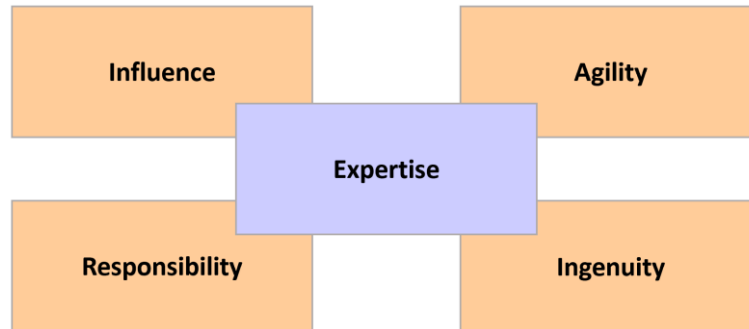 Influence
Agility
Expertise
Responsibility
Ingenuity